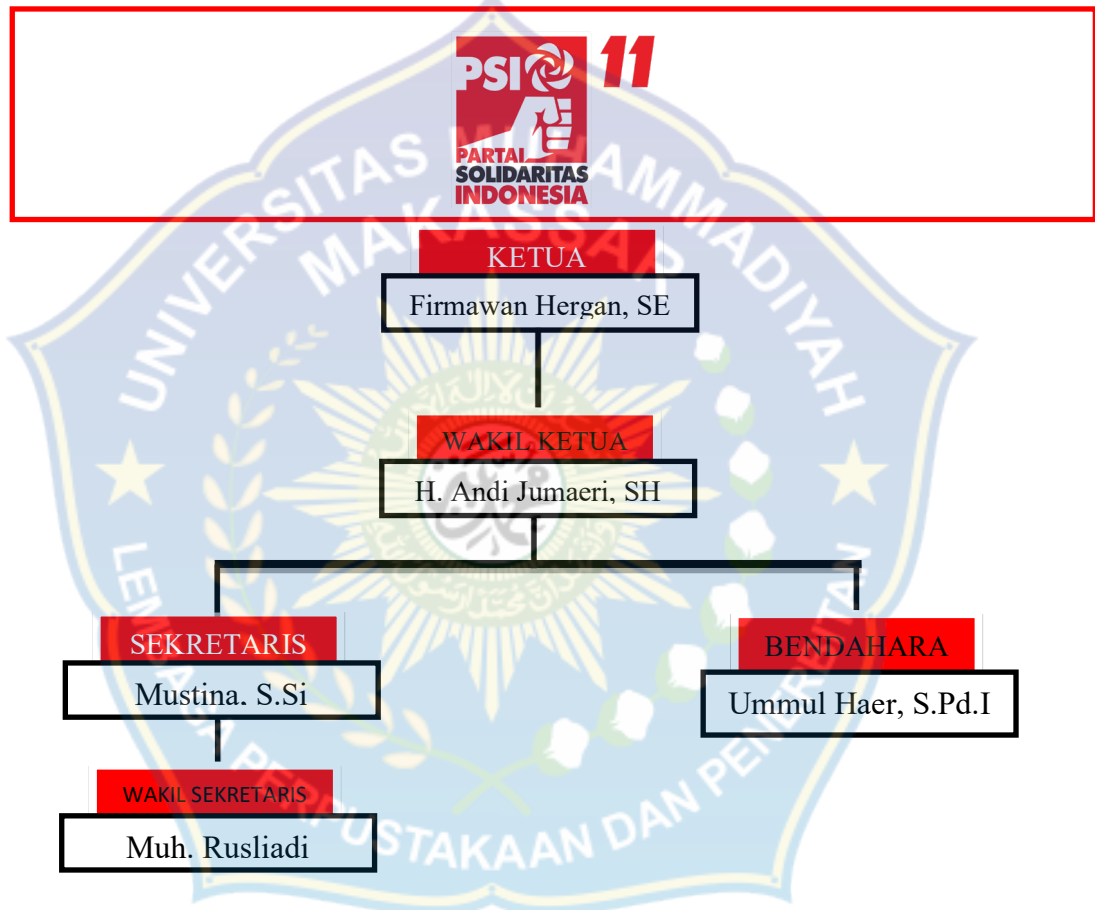 PSI 11
PARTAI
SOLIDARITAS
INDONESIA
KETUA
Firmawan Hergan, SE
WAKIL KETUA
H. Andi Jumaeri, SH
SEKRETARIS
Mustina, S.Si
BENDAHARA
Ummul Haer, S.Pd.I
WAKIL SEKRETARIS
Muh. Rusliadi
UNIVERSITAS MUHAMMADIYAH
MAKASSAR
LEMBAGA PERPUSTAKAAN DAN PENERBITAN